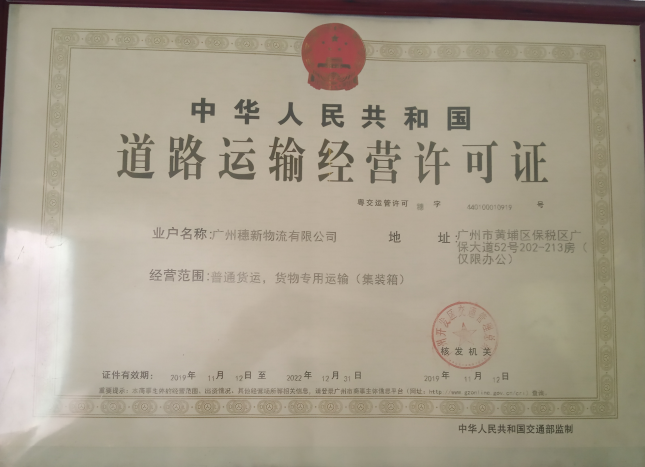 中华人民共和国
道路运输经营许可证
粤交运管许可 字 440100010919 号
业户名称:广州穗新物流有限公司
地 址:广州市黄埔区保税区广
保大道52号202-213房（
仅限办公）
经营范围:普通货运，货物专用运输（集装箱）
核发机关
证件有效期: 2019年 11月 12日 至 2022年 12月 31日
2019年 11月 12日
中华人民共和国交通部监制